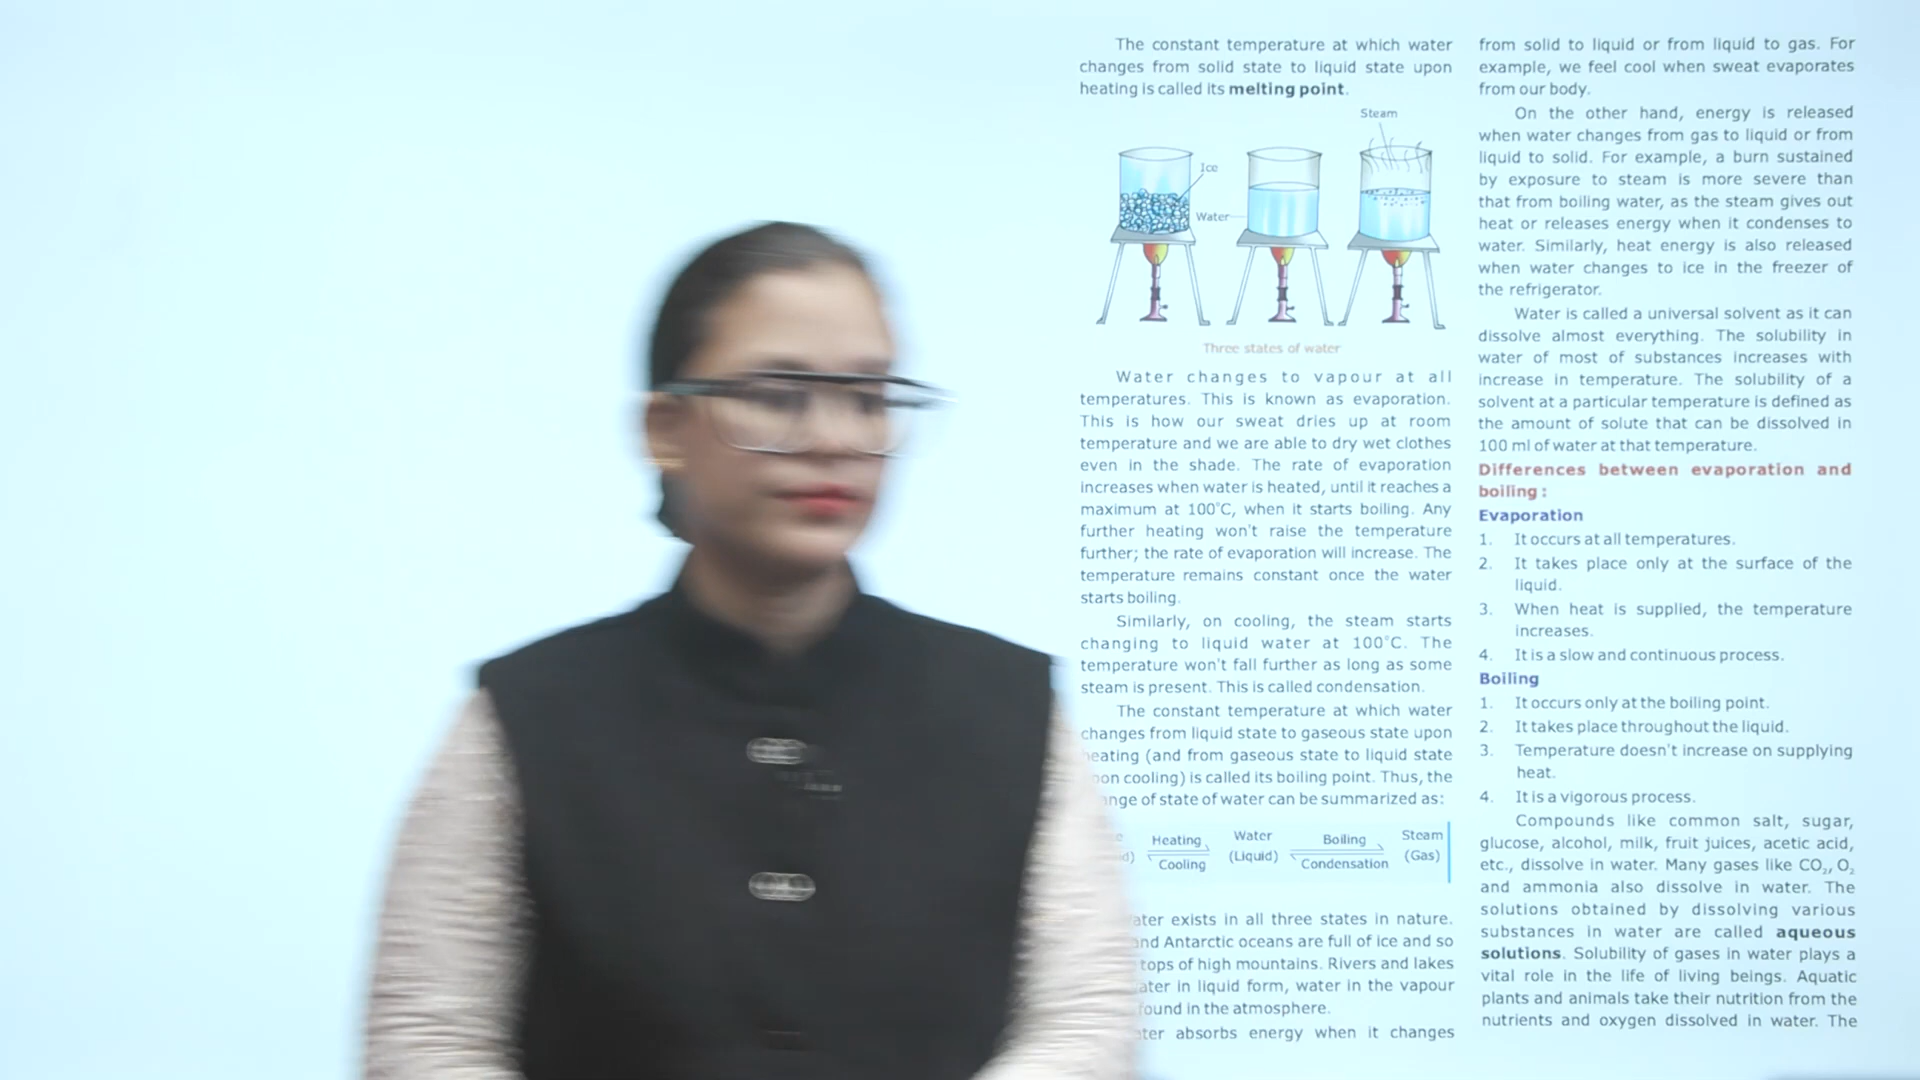 The constant temperature at which water
changes from solid state to liquid state upon
heating is called its melting point.
Steam
Ice
Water
Three states of water
Water changes to vapour at all
temperatures. This is known as evaporation.
This is how our sweat dries up at room
temperature and we are able to dry wet clothes
even in the shade. The rate of evaporation
increases when water is heated, until it reaches a
maximum at 100°C, when it starts boiling. Any
further heating won't raise the temperature
further; the rate of evaporation will increase. The
temperature remains constant once the water
starts boiling.
Similarly, on cooling, the steam starts
changing to liquid water at 100°C. The
temperature won't fall further as long as some
steam is present. This is called condensation.
The constant temperature at which water
changes from liquid state to gaseous state upon
eating (and from gaseous state to liquid state
on cooling) is called its boiling point. Thus, the
nge of state of water can be summarized as:
Heating Water Boiling Steam
Cooling (Liquid) Condensation (Gas)
ater exists in all three states in nature.
and Antarctic oceans are full of ice and so
tops of high mountains. Rivers and lakes
ater in liquid form, water in the vapour
found in the atmosphere.
ter absorbs energy when it changes
from solid to liquid or from liquid to gas. For
example, we feel cool when sweat evaporates
from our body.
On the other hand, energy is released
when water changes from gas to liquid or from
liquid to solid. For example, a burn sustained
by exposure to steam is more severe than
that from boiling water, as the steam gives out
heat or releases energy when it condenses to
water. Similarly, heat energy is also released
when water changes to ice in the freezer of
the refrigerator.
Water is called a universal solvent as it can
dissolve almost everything. The solubility in
water of most of substances increases with
increase in temperature. The solubility of a
solvent at a particular temperature is defined as
the amount of solute that can be dissolved in
100 ml of water at that temperature.
Differences between evaporation and
boiling :
Evaporation
1. It occurs at all temperatures.
2. It takes place only at the surface of the
liquid.
3. When heat is supplied, the temperature
increases.
4. It is a slow and continuous process.
Boiling
1. It occurs only at the boiling point.
2. It takes place throughout the liquid.
3. Temperature doesn't increase on supplying
heat.
4. It is a vigorous process.
Compounds like common salt, sugar,
glucose, alcohol, milk, fruit juices, acetic acid,
etc., dissolve in water. Many gases like CO₂, O₂
and ammonia also dissolve in water. The
solutions obtained by dissolving various
substances in water are called aqueous
solutions. Solubility of gases in water plays a
vital role in the life of living beings. Aquatic
plants and animals take their nutrition from the
nutrients and oxygen dissolved in water. The